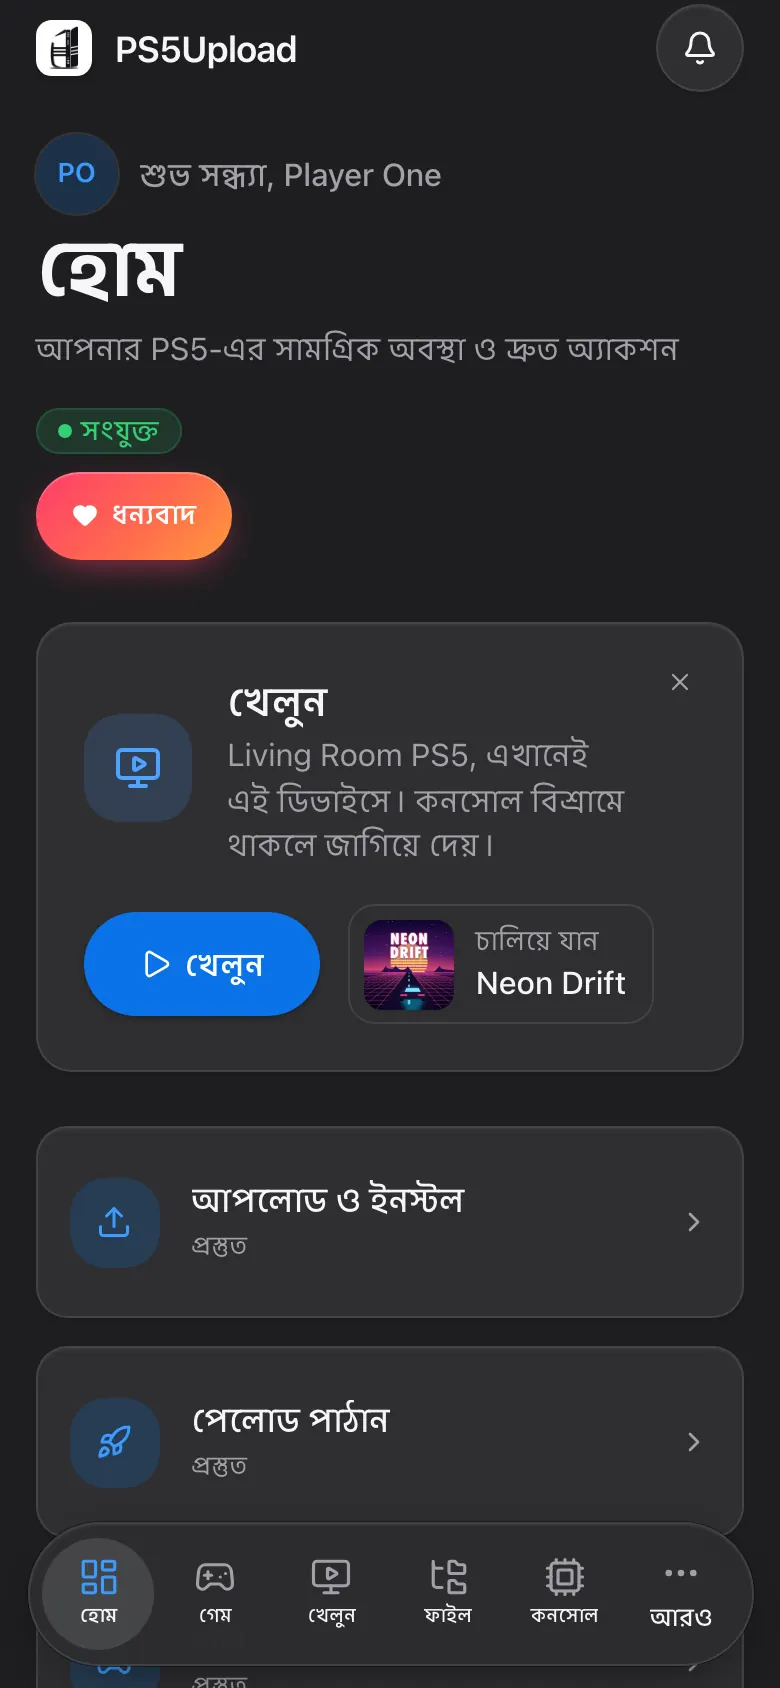 PS5Upload
PO
শুভ সন্ধ্যা, Player One
হোম
আপনার PS5-এর সামগ্রিক অবস্থা ও দ্রুত অ্যাকশন
সংযুক্ত
ধন্যবাদ
খেলুন
Living Room PS5, এখানেই
এই ডিভাইসে। কনসোল বিশ্রামে
থাকলে জাগিয়ে দেয়।
খেলুন
NEON
DRIFT
চালিয়ে যান
Neon Drift
আপলোড ও ইনস্টল
প্রস্তুত
পেলোড পাঠান
প্রস্তুত
হোম
গেম
খেলুন
ফাইল
কনসোল
আরও
প্রস্তুত